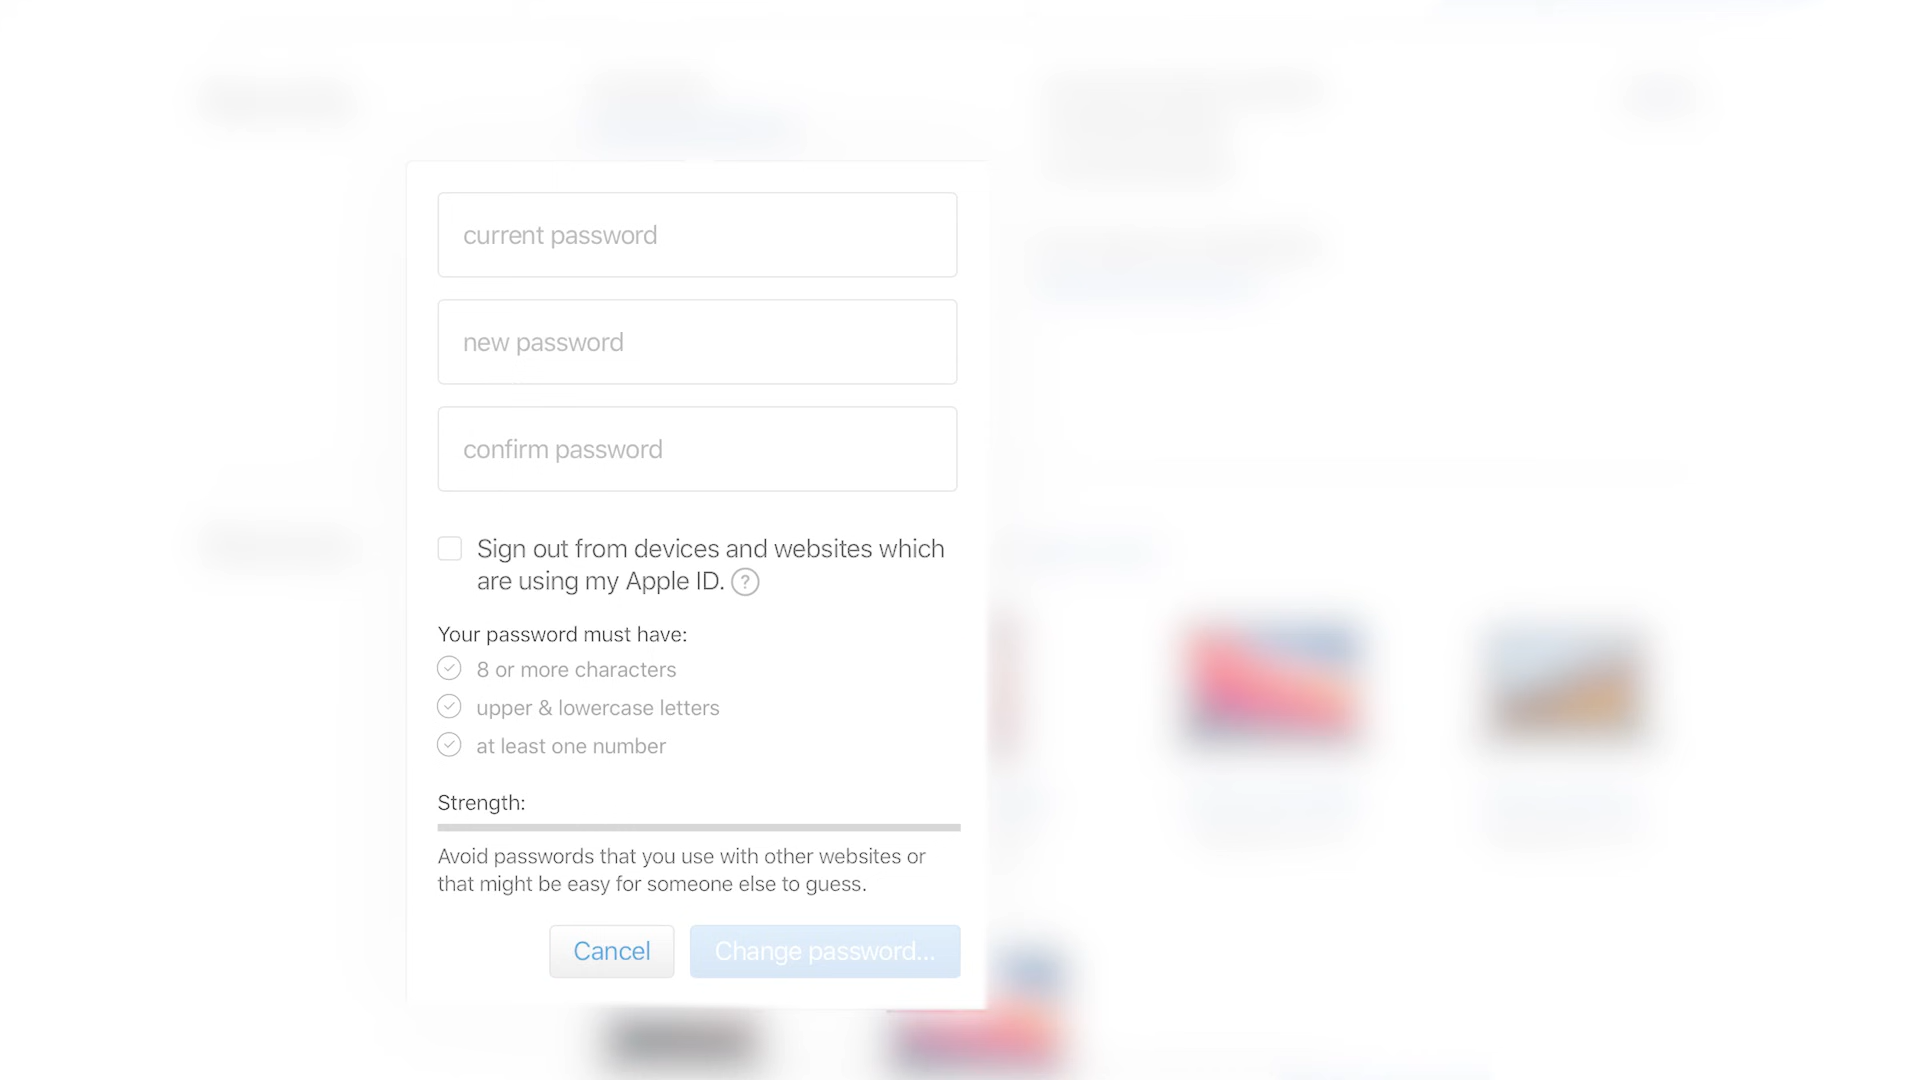 current password
new password
confirm password
Sign out from devices and websites which
are using my Apple ID. ?
Your password must have:
8 or more characters
upper & lowercase letters
at least one number
Strength:
Avoid passwords that you use with other websites or
that might be easy for someone else to guess.
Cancel
Change password...